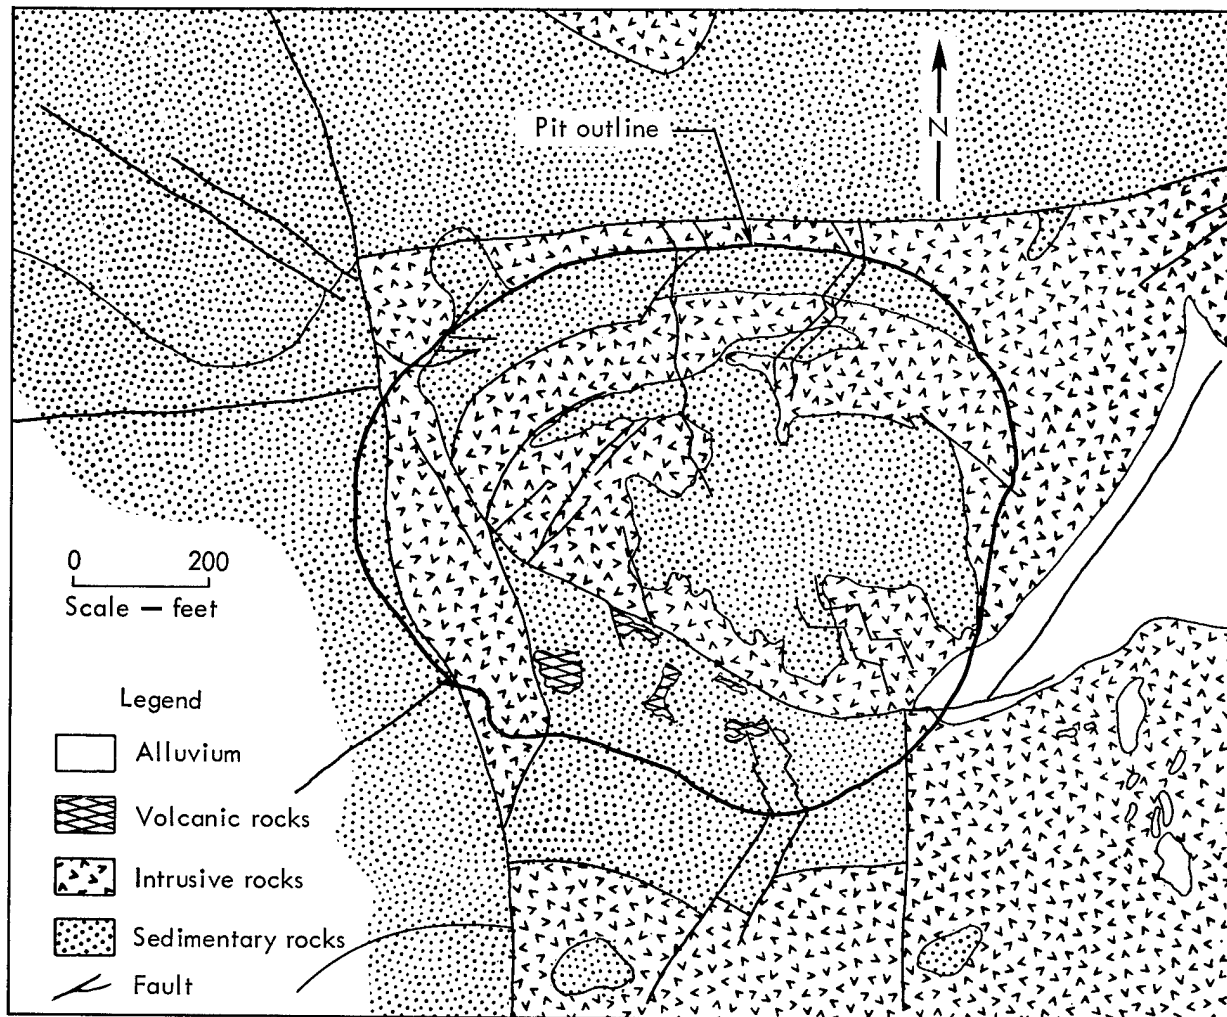 Pit outline
N
0 200
Scale — feet
Legend
Alluvium
Volcanic rocks
Intrusive rocks
Sedimentary rocks
Fault